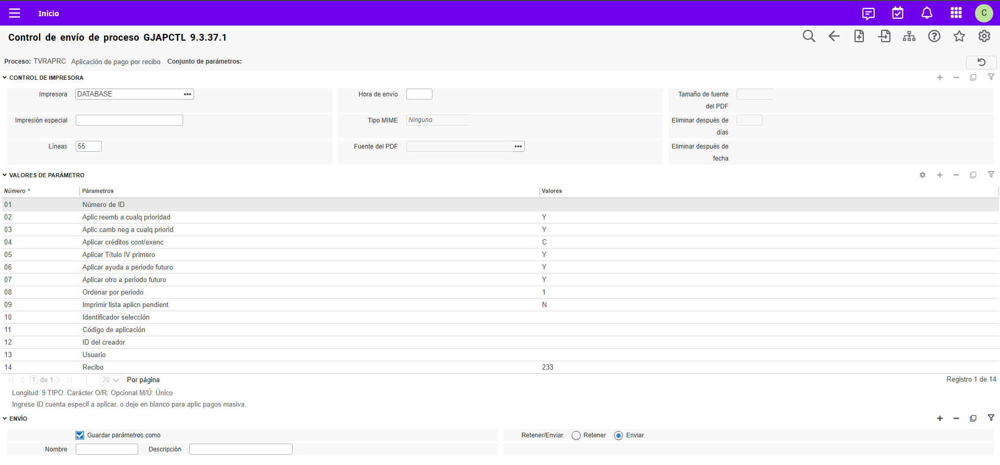 Inicio
C
Control de envío de proceso GJAPCTL 9.3.37.1
Proceso: TVRAPRC Aplicación de pago por recibo Conjunto de parámetros:
CONTROL DE IMPRESORA
Impresora DATABASE
Hora de envío
Tamaño de fuente del PDF
Impresión especial
Tipo MIME Ninguno
Eliminar después de días
Líneas 55
Fuente del PDF
Eliminar después de fecha
VALORES DE PARÁMETRO
Número * Párametros Valores
01 Número de ID
02 Aplic reemb a cualq prioridad Y
03 Aplic camb neg a cualq priorid Y
04 Aplicar créditos cont/exenc C
05 Aplicar Título IV primero Y
06 Aplicar ayuda a periodo futuro Y
07 Aplicar otro a periodo futuro Y
08 Ordenar por periodo 1
09 Imprimir lista aplicn pendient N
10 Identificador selección
11 Código de aplicación
12 ID del creador
13 Usuario
14 Recibo 233
1 de 1 20 Por página Registro 1 de 14
Longitud: 9 TIPO: Carácter O/R: Opcional M/Ú: Único
Ingrese ID cuenta especif a aplicar, o deje en blanco para aplic pagos masiva.
ENVÍO
Guardar parámetros como
Retener/Enviar Retener Enviar
Nombre Descripción